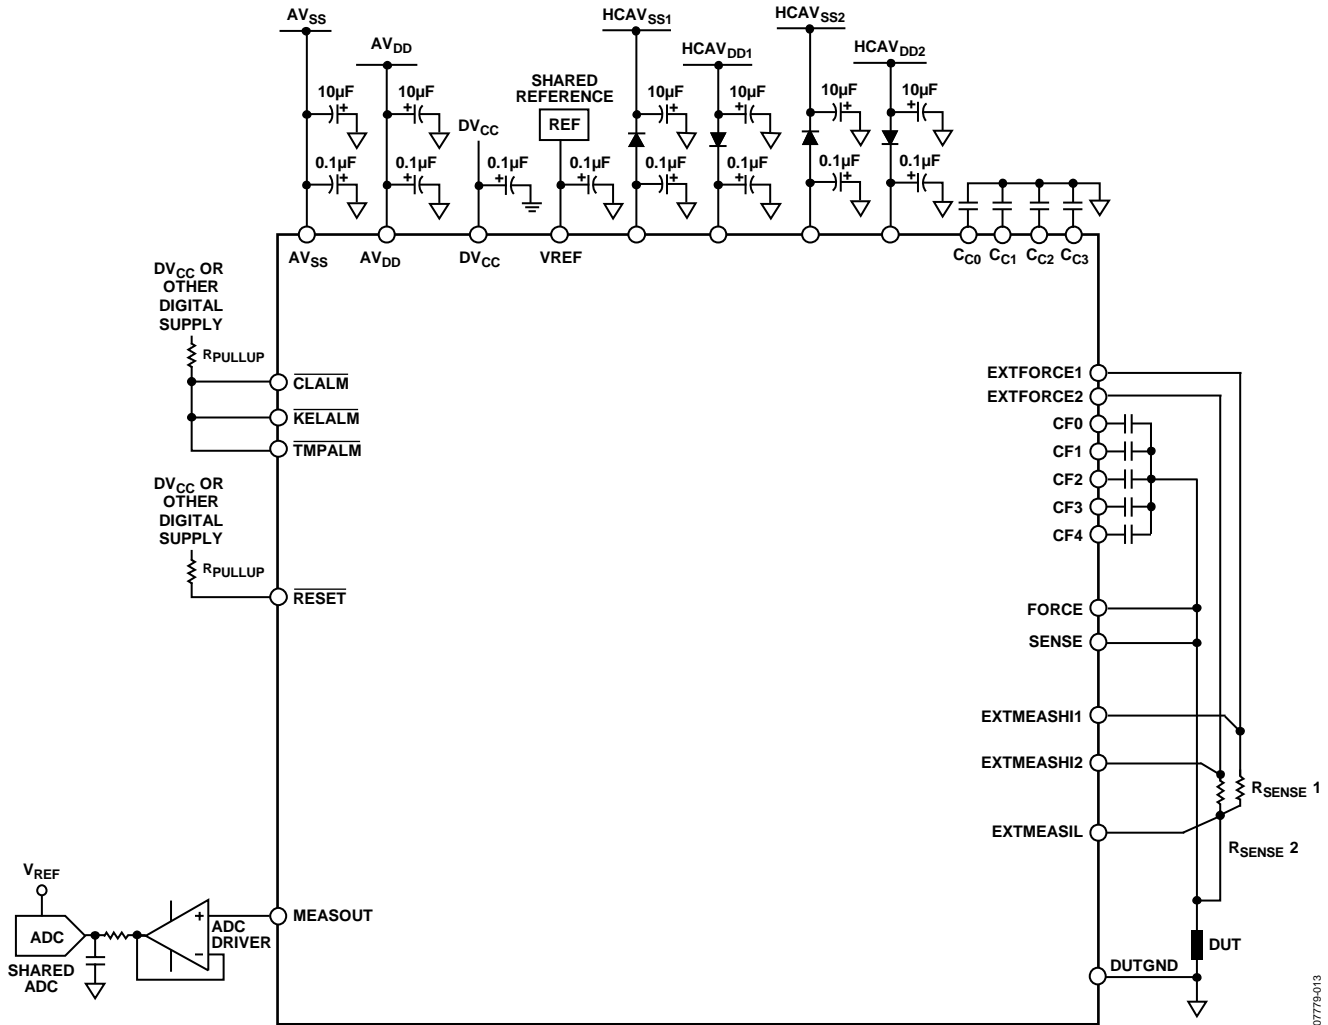 AVSS
HCAVSS1
HCAVSS2
AVDD
HCAVDD1
HCAVDD2
10µF
10µF
SHARED
REFERENCE
10µF
10µF
10µF
10µF
REF
DVCC
0.1µF
0.1µF
0.1µF
0.1µF
0.1µF
0.1µF
0.1µF
0.1µF
+
+
+
+
+
+
+
+
+
+
+
+
+
+
AVSS
AVDD
DVCC
VREF
CC0
CC1
CC2
CC3
DVCC OR
OTHER
DIGITAL
SUPPLY
RPULLUP
CLALM
KELALM
TMPALM
DVCC OR
OTHER
DIGITAL
SUPPLY
RPULLUP
RESET
EXTFORCE1
EXTFORCE2
CF0
CF1
CF2
CF3
CF4
FORCE
SENSE
EXTMEASHI1
EXTMEASHI2
RSENSE 1
EXTMEASIL
RSENSE 2
VREF
MEASOUT
+
–
ADC
DRIVER
ADC
SHARED
ADC
DUT
DUTGND
07779-013